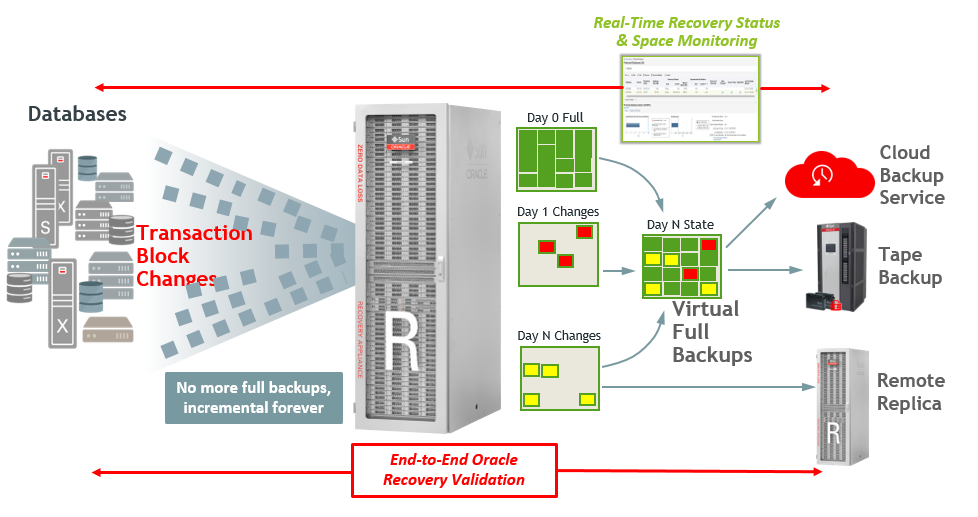 Real-Time Recovery Status
& Space Monitoring
Databases
S
X
X
Transaction
Block
Changes
No more full backups,
incremental forever
Sun
ORACLE
ZERO DATA LOSS
RECOVERY APPLIANCE
R
Day 0 Full
Day 1 Changes
Day N Changes
Day N State
Virtual
Full
Backups
Cloud
Backup
Service
Tape
Backup
Remote
Replica
R
End-to-End Oracle
Recovery Validation